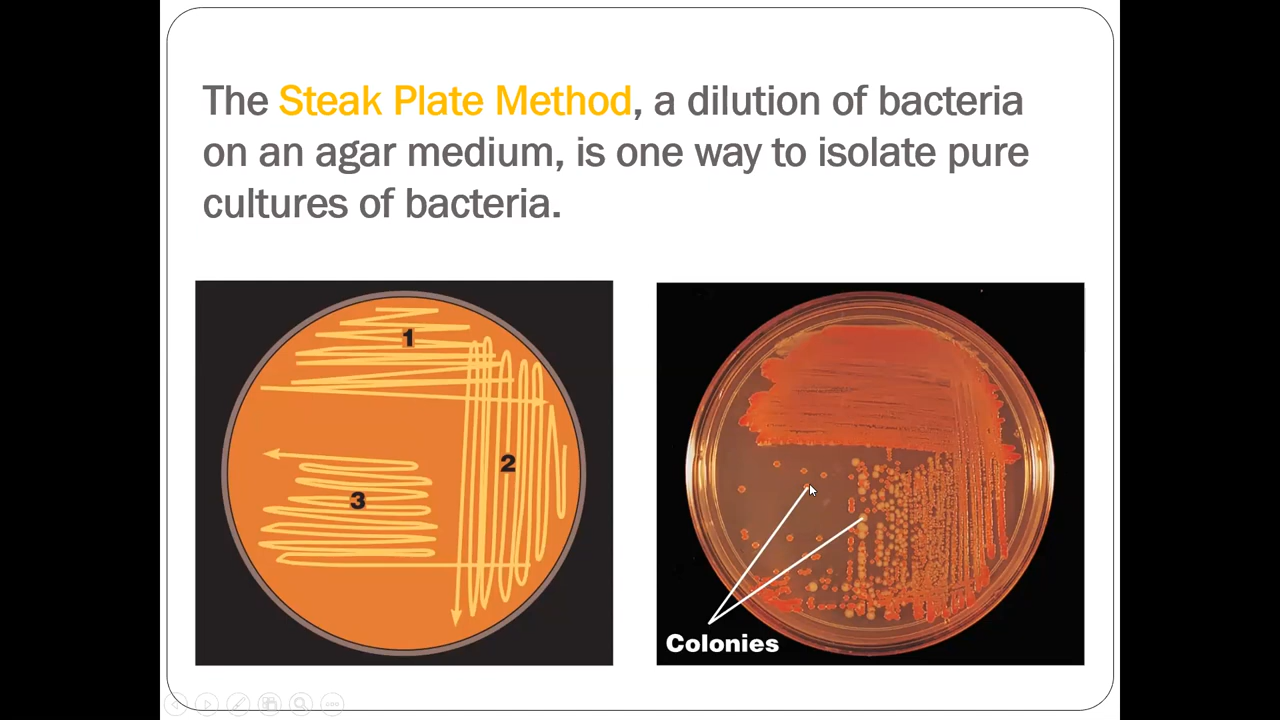 The Steak Plate Method, a dilution of bacteria
on an agar medium, is one way to isolate pure
cultures of bacteria.
1
2
3
Colonies